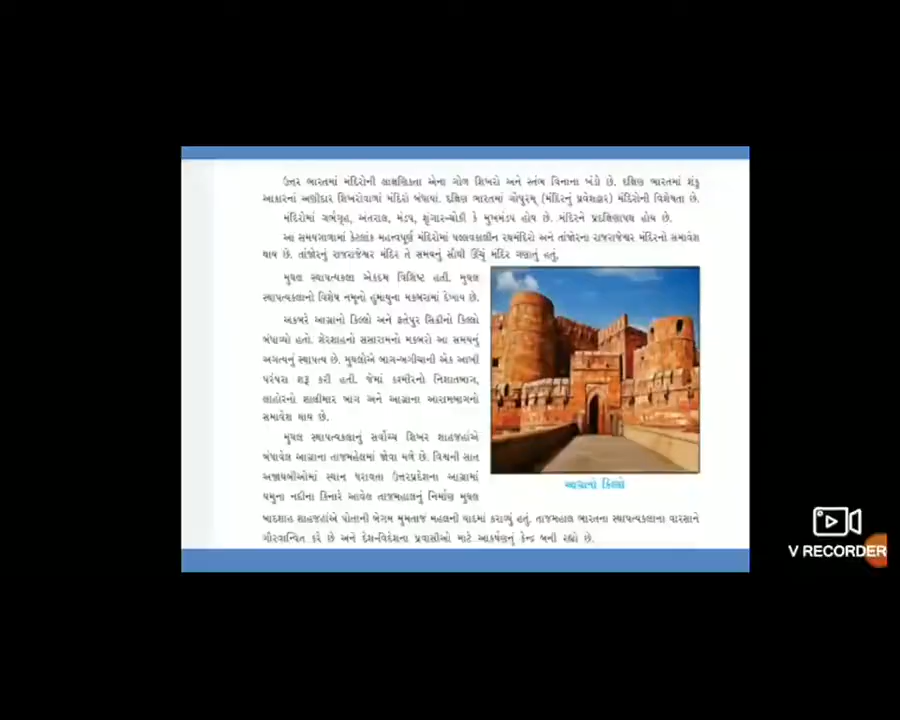 ઉત્તર ભારતમાં મંદિરોની લાક્ષણિકતા એના ગોળ શિખરો અને સ્તંભ વિનાના ખંડો છે. દક્ષિણ ભારતમાં શંકુ
આકારનાં અણીદાર શિખરોવાળાં મંદિરો બંધાયાં. દક્ષિણ ભારતમાં ગોપુરમ્ (મંદિરનું પ્રવેશદ્વાર) મંદિરોની વિશેષતા છે.
મંદિરોમાં ગર્ભગૃહ, અંતરાલ, મંડપ, શૃંગારચોકી કે મુખમંડપ હોય છે. મંદિરને પ્રદક્ષિણાપથ હોય છે.
આ સમયગાળામાં કેટલાંક મહત્ત્વપૂર્ણ મંદિરોમાં પલ્લવકાલીન રથમંદિરો અને તાંજોરના રાજરાજેશ્વર મંદિરનો સમાવેશ
થાય છે. તાંજોરનું રાજરાજેશ્વર મંદિર તે સમયનું સૌથી ઊંચું મંદિર ગણાતું હતું.
મુઘલ સ્થાપત્યકલા એકદમ વિશિષ્ટ હતી. મુઘલ
સ્થાપત્યકલાનો વિશેષ નમૂનો હુમાયુના મકબરામાં દેખાય છે.
અકબરે આગ્રાનો કિલ્લો અને ફતેપુર સિક્રીનો કિલ્લો
બંધાવ્યો હતો. શેરશાહનો સસારામનો મકબરો આ સમયનું
અગત્યનું સ્થાપત્ય છે. મુઘલોએ બાગ-બગીચાની એક આખી
પરંપરા શરૂ કરી હતી. જેમાં કશ્મીરનો નિશાતબાગ,
લાહોરનો શાલીમાર બાગ અને આગ્રાના આરામબાગનો
સમાવેશ થાય છે.
મુઘલ સ્થાપત્યકલાનું સર્વોચ્ચ શિખર શાહજહાંએ
બંધાવેલ આગ્રાના તાજમહેલમાં જોવા મળે છે. વિશ્વની સાત
અજાયબીઓમાં સ્થાન ધરાવતા ઉત્તરપ્રદેશના આગ્રામાં
યમુના નદીના કિનારે આવેલ તાજમહાલનું નિર્માણ મુઘલ
બાદશાહ શાહજહાંએ પોતાની બેગમ મુમતાજ મહલની યાદમાં કરાવ્યું હતું. તાજમહાલ ભારતના સ્થાપત્યકલાના વારસાને
ગૌરવાન્વિત કરે છે અને દેશ-વિદેશના પ્રવાસીઓ માટે આકર્ષણનું કેન્દ્ર બની રહ્યો છે.
આગ્રાનો કિલ્લો
V RECORDER